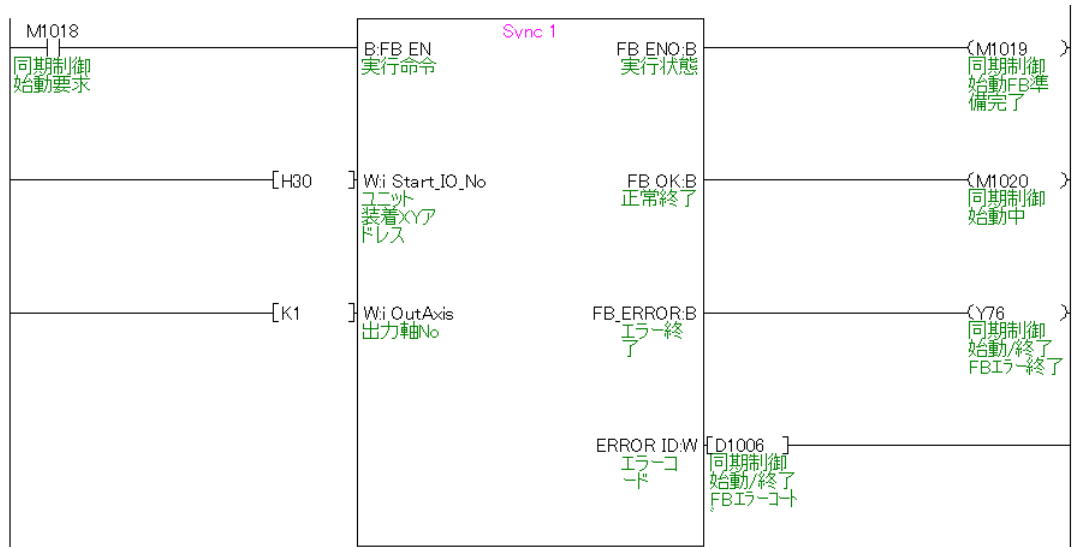 M1018
同期制御
始動要求
Sync 1
B:FB EN
実行命令
FB ENO:B
実行状態
M1019
同期制御
始動FB準
備完了
H30
W:i Start_IO_No
ユニット
装着XYア
ドレス
FB OK:B
正常終了
M1020
同期制御
始動中
K1
W:i OutAxis
出力軸No
FB_ERROR:B
エラー終
了
Y76
同期制御
始動/終了
FBエラー終了
ERROR ID:W
エラーコ
ード
D1006
同期制御
始動/終了
FBエラーコート